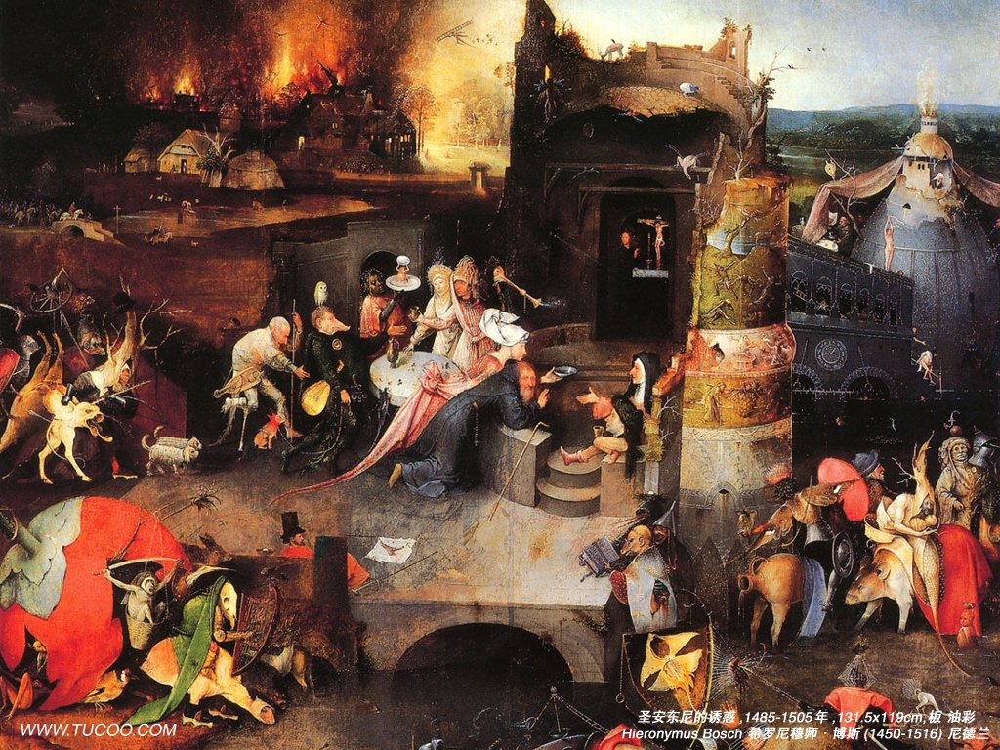 圣安东尼的诱惑 ,1485-1505年 ,131.5x119cm,板 油彩
WWW.TUCOO.COM
Hieronymus Bosch 希罗尼穆师 · 博斯 (1450-1516) 尼德兰